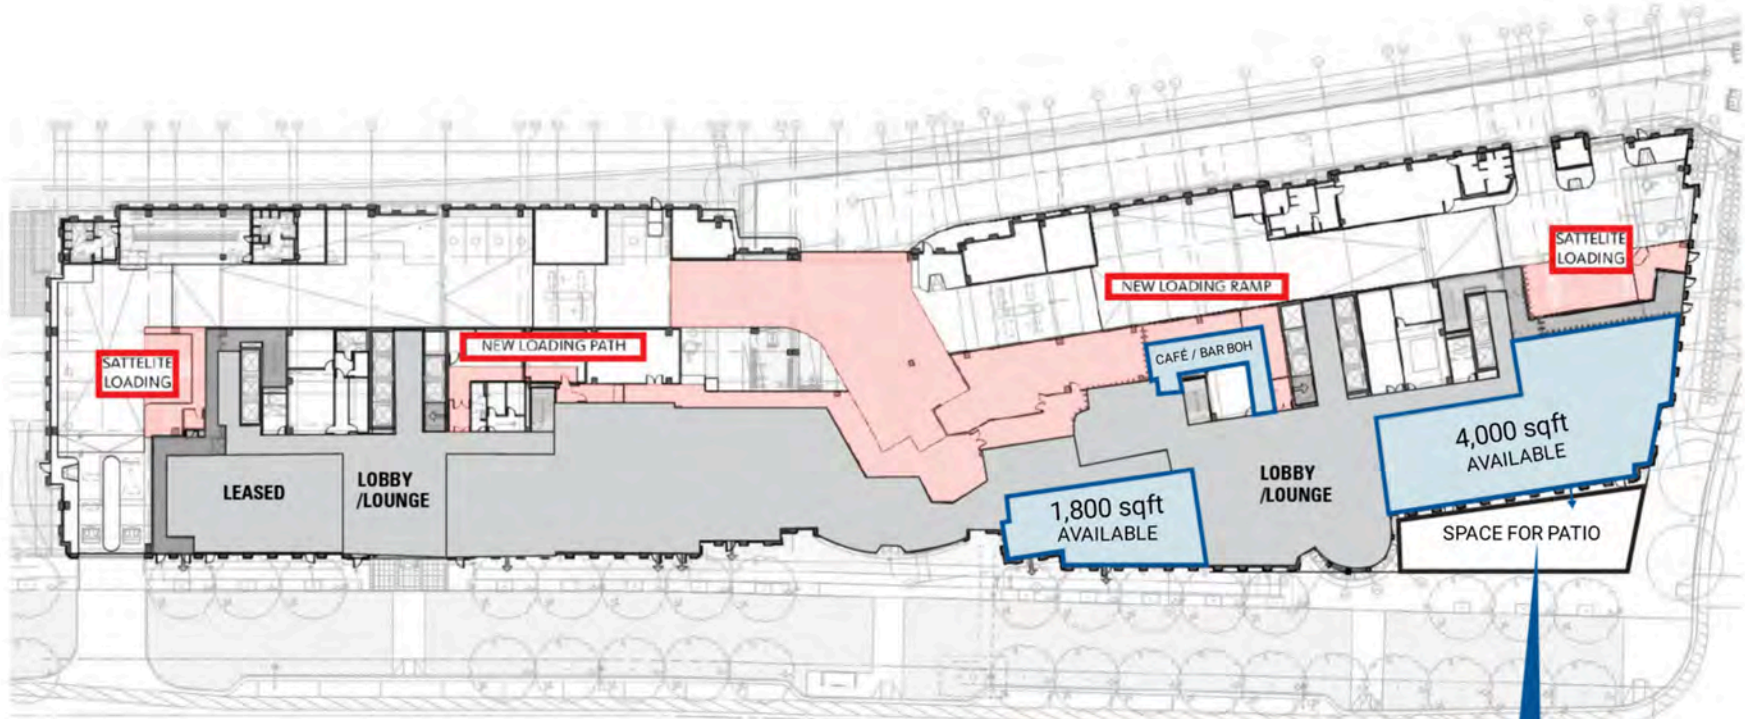 SATTELITE
LOADING
NEW LOADING RAMP
NEW LOADING PATH
CAFÉ / BAR BOH
SATTELITE
LOADING
4,000 sqft
AVAILABLE
LEASED
LOBBY
/LOUNGE
LOBBY
/LOUNGE
1,800 sqft
AVAILABLE
SPACE FOR PATIO